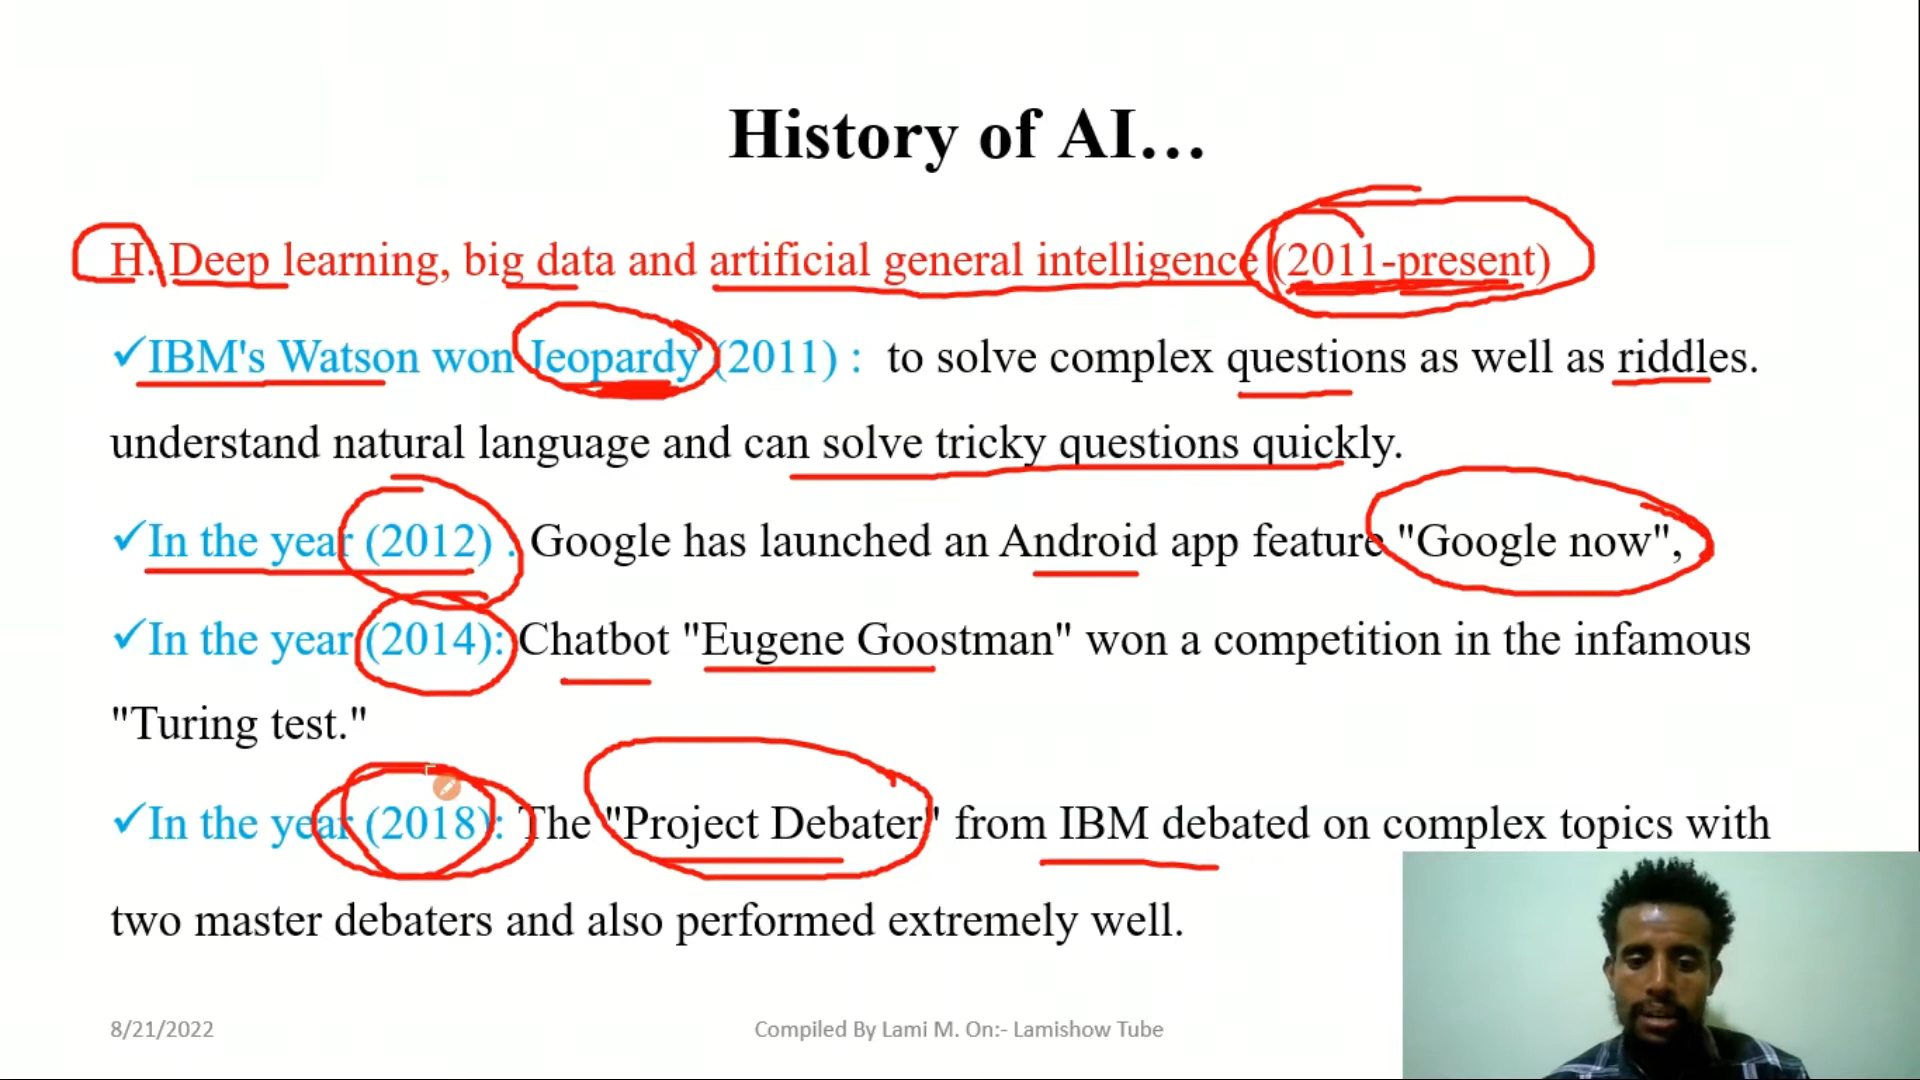 History of AI...
H. Deep learning, big data and artificial general intelligence (2011-present)
✓IBM's Watson won Jeopardy (2011) : to solve complex questions as well as riddles.
understand natural language and can solve tricky questions quickly.
✓In the year (2012) : Google has launched an Android app feature "Google now",
✓In the year (2014): Chatbot "Eugene Goostman" won a competition in the infamous
"Turing test."
✓In the year (2018): The "Project Debater" from IBM debated on complex topics with
two master debaters and also performed extremely well.
8/21/2022
Compiled By Lami M. On:- Lamishow Tube